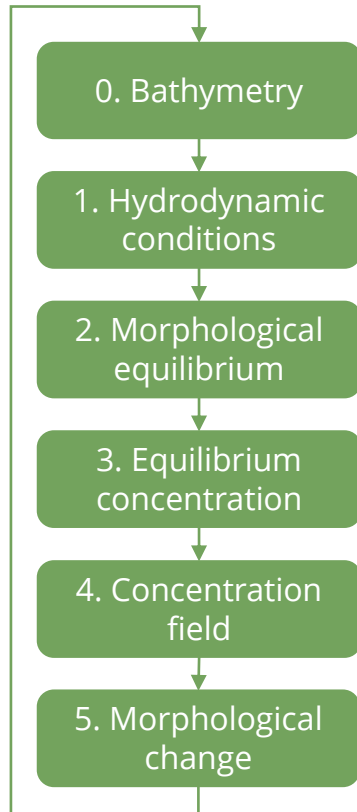 0. Bathymetry
1. Hydrodynamic
conditions
2. Morphological
equilibrium
3. Equilibrium
concentration
4. Concentration
field
5. Morphological
change